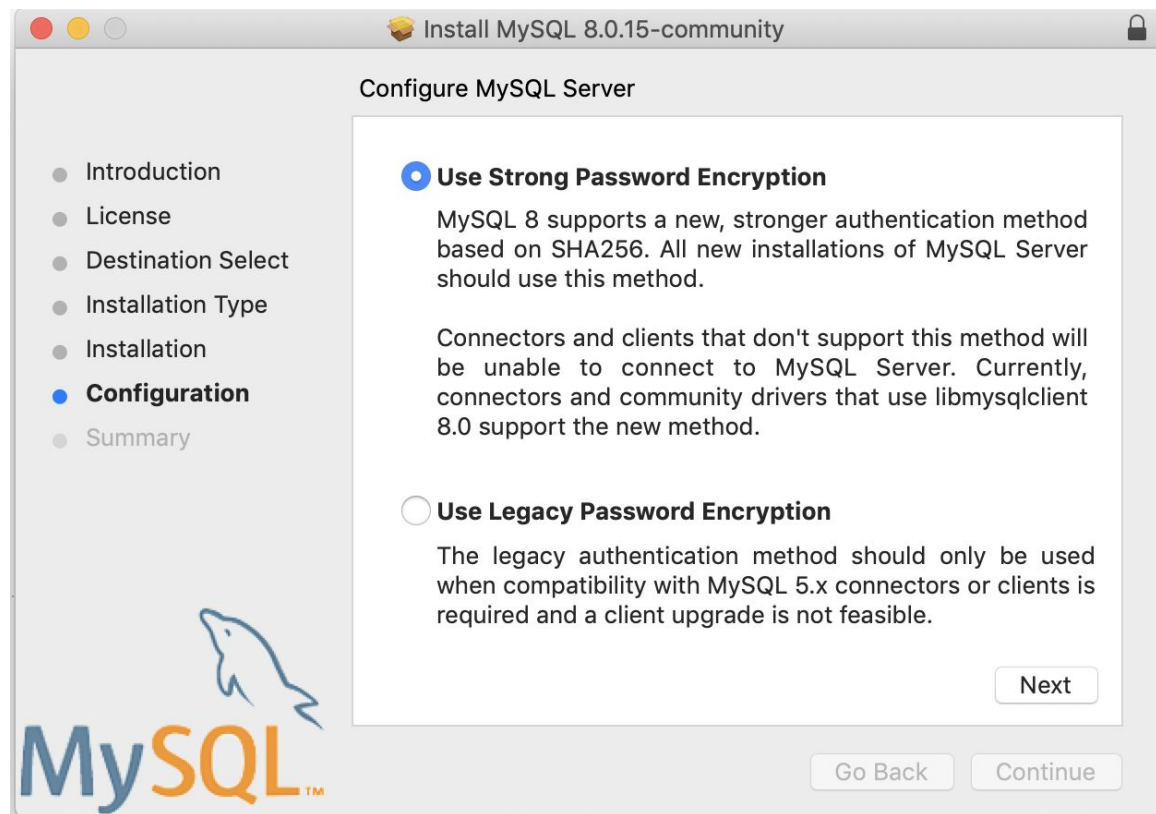 Install MySQL 8.0.15-community
Configure MySQL Server
Introduction
License
Destination Select
Installation Type
Installation
Configuration
Summary
Use Strong Password Encryption
MySQL 8 supports a new, stronger authentication method
based on SHA256. All new installations of MySQL Server
should use this method.
Connectors and clients that don't support this method will
be unable to connect to MySQL Server. Currently,
connectors and community drivers that use libmysqlclient
8.0 support the new method.
Use Legacy Password Encryption
The legacy authentication method should only be used
when compatibility with MySQL 5.x connectors or clients is
required and a client upgrade is not feasible.
Next
MySQL™
Go Back Continue